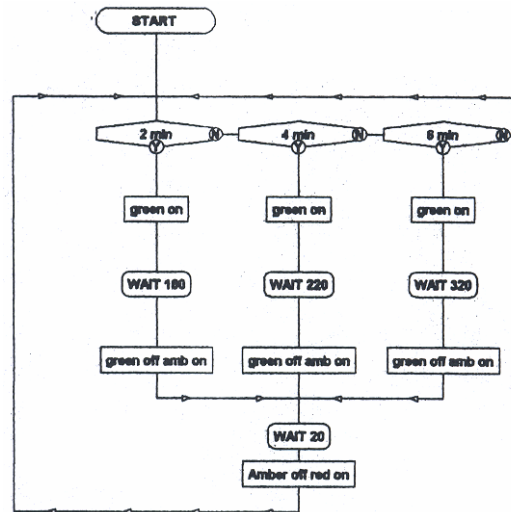 START
2 min N 4 min N 6 min N
Y Y Y
green on green on green on
WAIT WAIT 220 WAIT 320
green off amb on green off amb on green off amb on
WAIT 20
Amber off red on